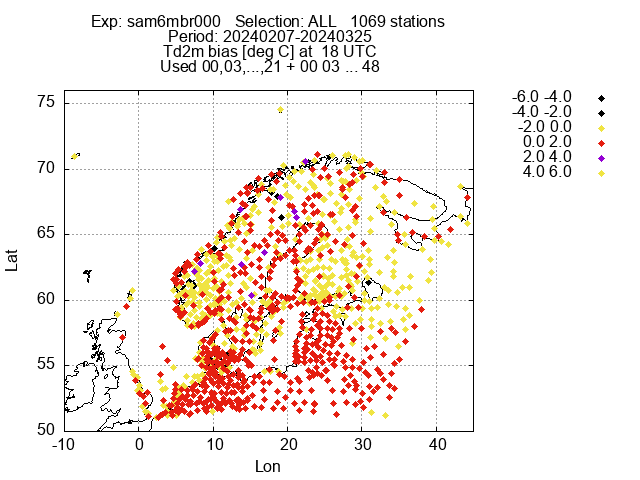 Exp: sam6mbr000   Selection: ALL   1069 stations
Period: 20240207-20240325
Td2m bias [deg C] at  18 UTC
Used 00,03,...,21 + 00 03 ... 48
-6.0 -4.0
-4.0 -2.0
-2.0 0.0
0.0 2.0
2.0 4.0
4.0 6.0
75
70
65
60
55
50
Lat
-10 0 10 20 30 40
Lon